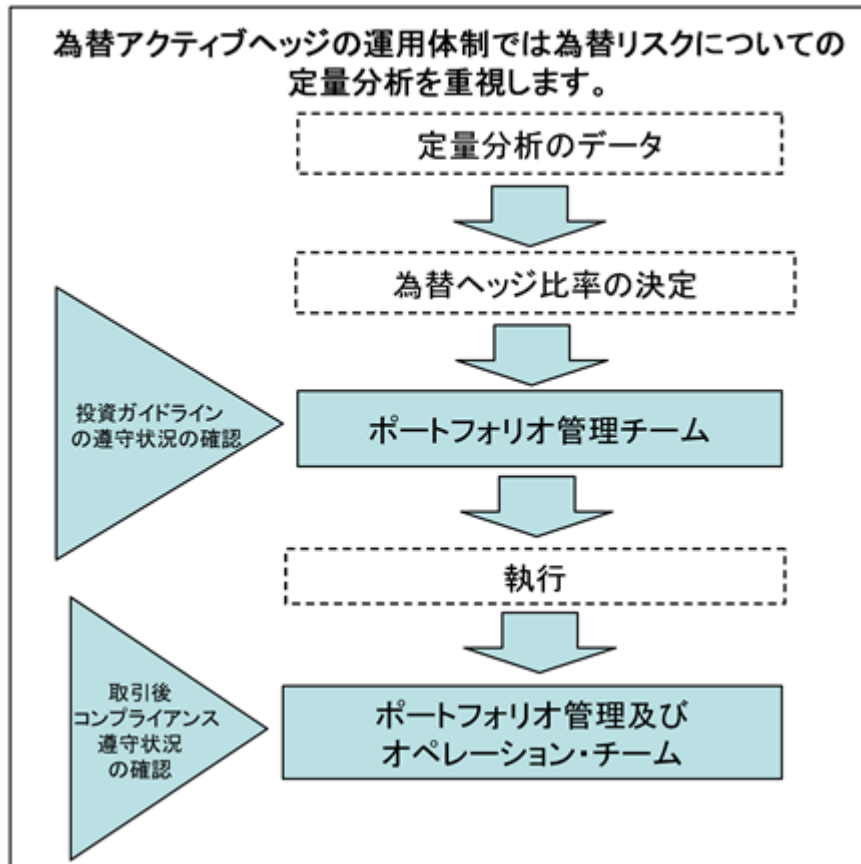 為替アクティブヘッジの運用体制では為替リスクについての
定量分析を重視します。
定量分析のデータ
為替ヘッジ比率の決定
投資ガイドライン
の遵守状況の確認
ポートフォリオ管理チーム
執行
取引後
コンプライアンス
遵守状況
の確認
ポートフォリオ管理及び
オペレーション・チーム